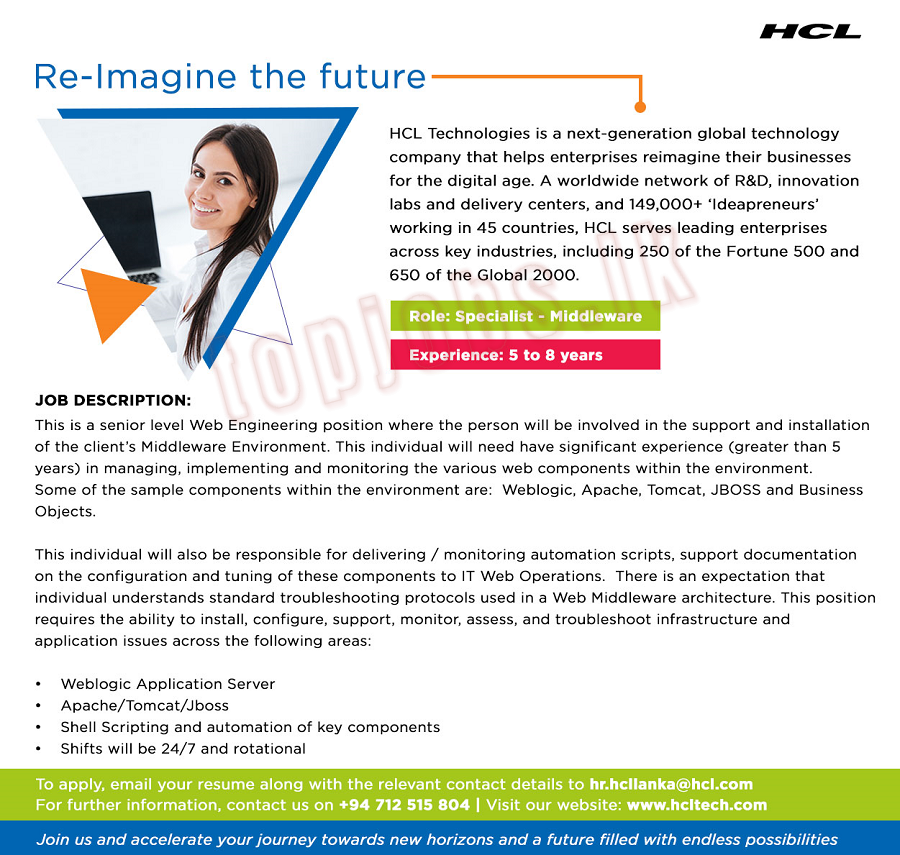 HCL
Re-Imagine the future
HCL Technologies is a next-generation global technology
company that helps enterprises reimagine their businesses
for the digital age. A worldwide network of R&D, innovation
labs and delivery centers, and 149,000+ ‘Ideapreneurs’
working in 45 countries, HCL serves leading enterprises
across key industries, including 250 of the Fortune 500 and
650 of the Global 2000.
topjobs.lk
Role: Specialist - Middleware
Experience: 5 to 8 years
JOB DESCRIPTION:
This is a senior level Web Engineering position where the person will be involved in the support and installation
of the client’s Middleware Environment. This individual will need have significant experience (greater than 5
years) in managing, implementing and monitoring the various web components within the environment.
Some of the sample components within the environment are:  Weblogic, Apache, Tomcat, JBOSS and Business
Objects.
This individual will also be responsible for delivering / monitoring automation scripts, support documentation
on the configuration and tuning of these components to IT Web Operations.  There is an expectation that
individual understands standard troubleshooting protocols used in a Web Middleware architecture. This position
requires the ability to install, configure, support, monitor, assess, and troubleshoot infrastructure and
application issues across the following areas:
• Weblogic Application Server
• Apache/Tomcat/Jboss
• Shell Scripting and automation of key components
• Shifts will be 24/7 and rotational
To apply, email your resume along with the relevant contact details to hr.hcllanka@hcl.com
For further information, contact us on +94 712 515 804 | Visit our website: www.hcltech.com
Join us and accelerate your journey towards new horizons and a future filled with endless possibilities